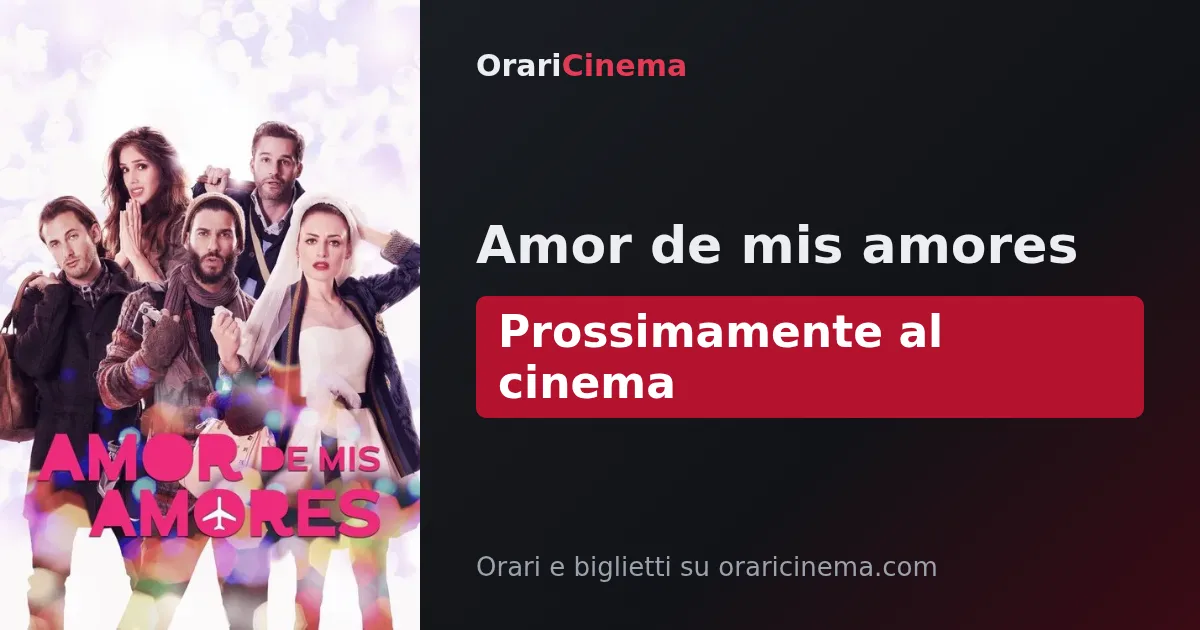 AMOR DE MIS
AMORES
OrariCinema
Amor de mis amores
Prossimamente al
cinema
Orari e biglietti su oraricinema.com